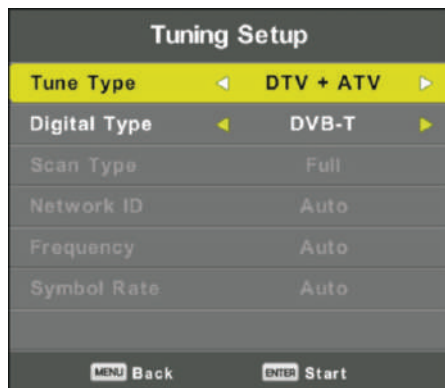 Tuning Setup
Tune Type DTV + ATV
Digital Type DVB-T
Scan Type Full
Network ID Auto
Frequency Auto
Symbol Rate Auto
MENU Back ENTER Start